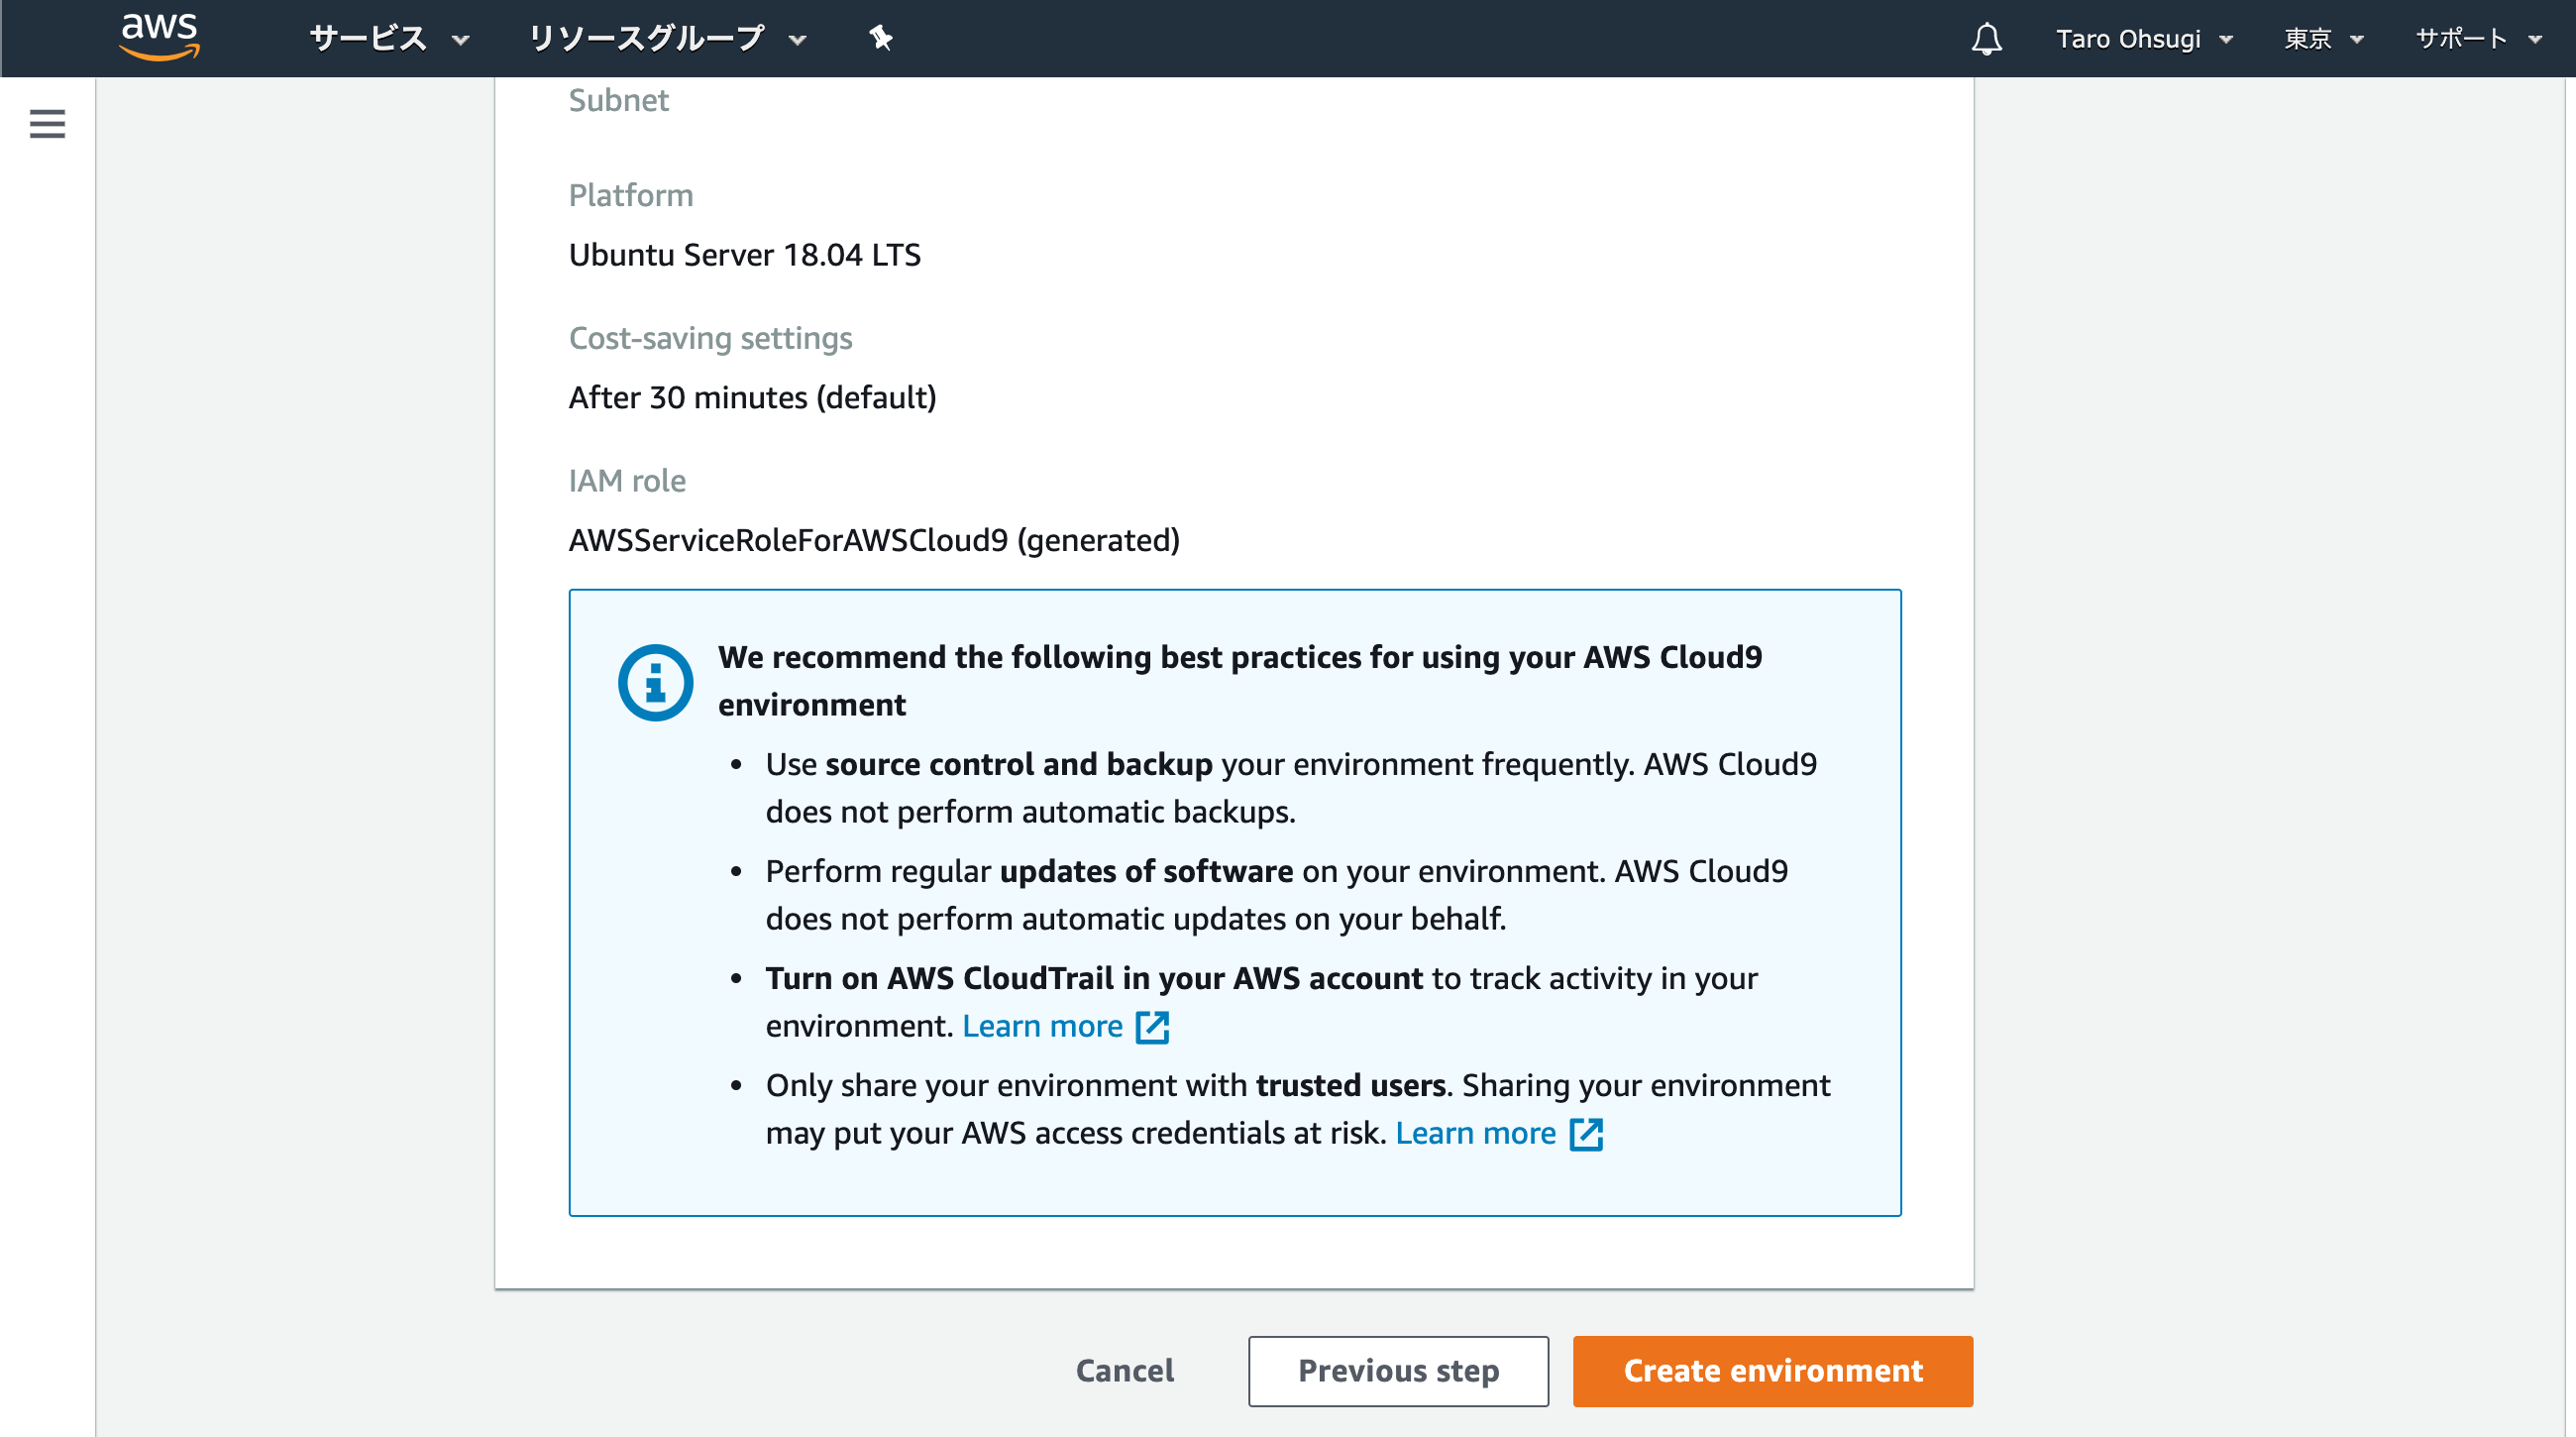 aws サービス リソースグループ Taro Ohsugi 東京 サポート
Subnet
Platform
Ubuntu Server 18.04 LTS
Cost-saving settings
After 30 minutes (default)
IAM role
AWSServiceRoleForAWSCloud9 (generated)
We recommend the following best practices for using your AWS Cloud9
environment
• Use source control and backup your environment frequently. AWS Cloud9
does not perform automatic backups.
• Perform regular updates of software on your environment. AWS Cloud9
does not perform automatic updates on your behalf.
• Turn on AWS CloudTrail in your AWS account to track activity in your
environment. Learn more
• Only share your environment with trusted users. Sharing your environment
may put your AWS access credentials at risk. Learn more
Cancel Previous step Create environment